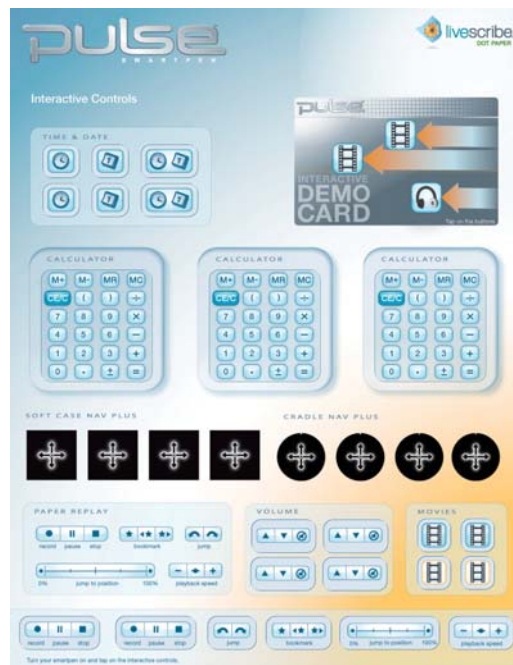 pulse
SMARTPEN
livescribe
DOT PAPER
Interactive Controls
TIME & DATE
pulse
INTERACTIVE
DEMO
CARD
Tap on the buttons
CALCULATOR
M+ M- MR MC
CE/C ( ) ÷
7 8 9 ×
4 5 6 −
1 2 3 +
0 . ± =
CALCULATOR
M+ M- MR MC
CE/C ( ) ÷
7 8 9 ×
4 5 6 −
1 2 3 +
0 . ± =
CALCULATOR
M+ M- MR MC
CE/C ( ) ÷
7 8 9 ×
4 5 6 −
1 2 3 +
0 . ± =
SOFT CASE NAV PLUS
CRADLE NAV PLUS
PAPER REPLAY
record pause stop bookmark jump
0% jump to position 100% playback speed
VOLUME
MOVIES
record pause stop record pause stop jump bookmark 0% jump to position 100% playback speed
Turn your smartpen on and tap on the interactive controls.